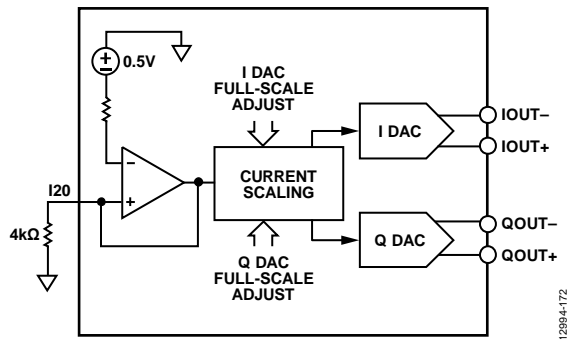 0.5V
I DAC
FULL-SCALE
ADJUST
I DAC
IOUT–
IOUT+
–
+
I20
4kΩ
CURRENT
SCALING
Q DAC
QOUT–
QOUT+
Q DAC
FULL-SCALE
ADJUST
12994-172